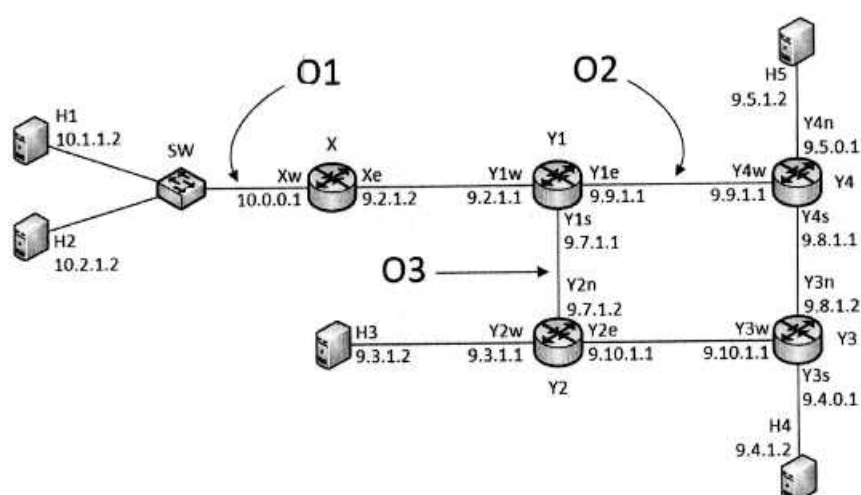 O1
O2
H5
9.5.1.2
H1
10.1.1.2
SW
X
Y1
Y4n
9.5.0.1
Xw
10.0.0.1
Xe
9.2.1.2
Y1w
9.2.1.1
Y1e
9.9.1.1
Y4w
9.9.1.1
Y4
H2
10.2.1.2
Y1s
9.7.1.1
Y4s
9.8.1.1
O3
Y2n
9.7.1.2
Y3n
9.8.1.2
H3
9.3.1.2
Y2w
9.3.1.1
Y2e
9.10.1.1
Y3w
9.10.1.1
Y3
Y2
Y3s
9.4.0.1
H4
9.4.1.2